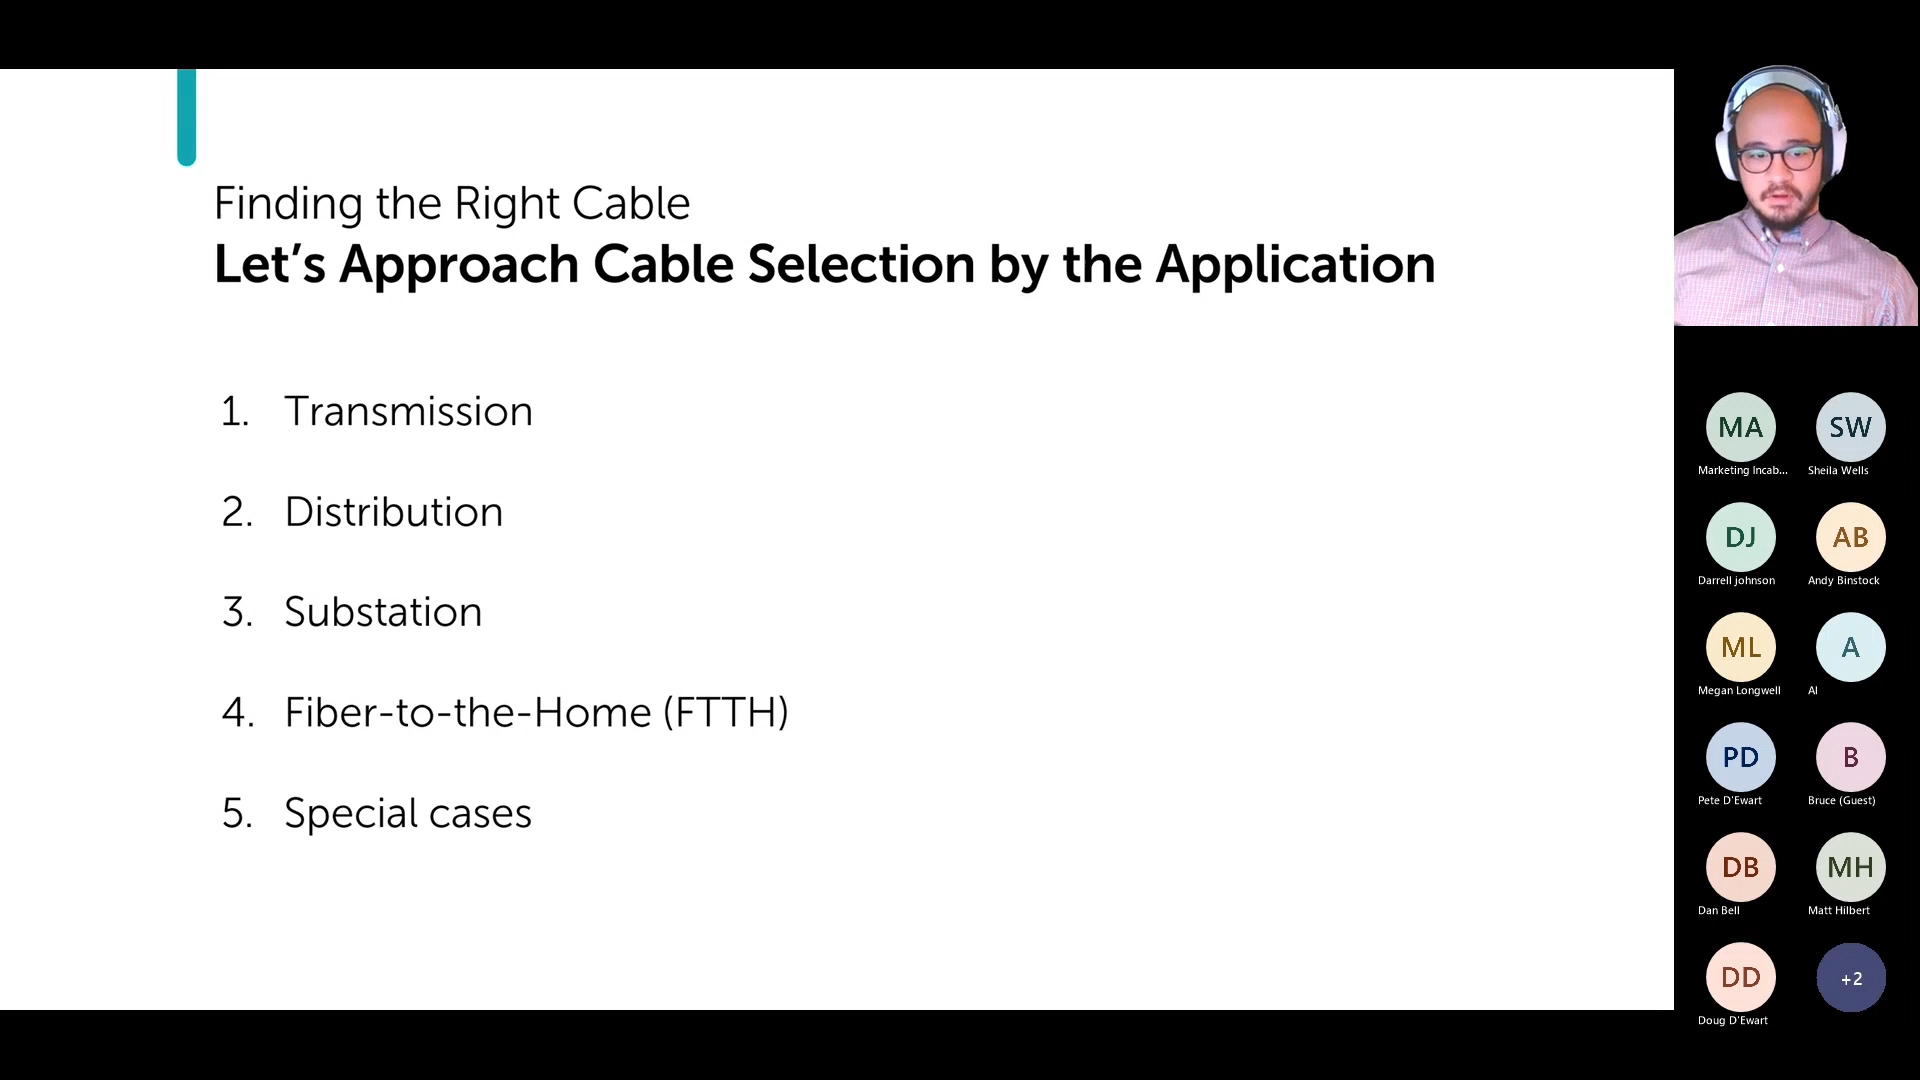 Finding the Right Cable
Let’s Approach Cable Selection by the Application
1. Transmission
2. Distribution
3. Substation
4. Fiber-to-the-Home (FTTH)
5. Special cases
MA
Marketing Incab...
SW
Sheila Wells
DJ
Darrell johnson
AB
Andy Binstock
ML
Megan Longwell
A
Al
PD
Pete D'Ewart
B
Bruce (Guest)
DB
Dan Bell
MH
Matt Hilbert
DD
Doug D'Ewart
+2